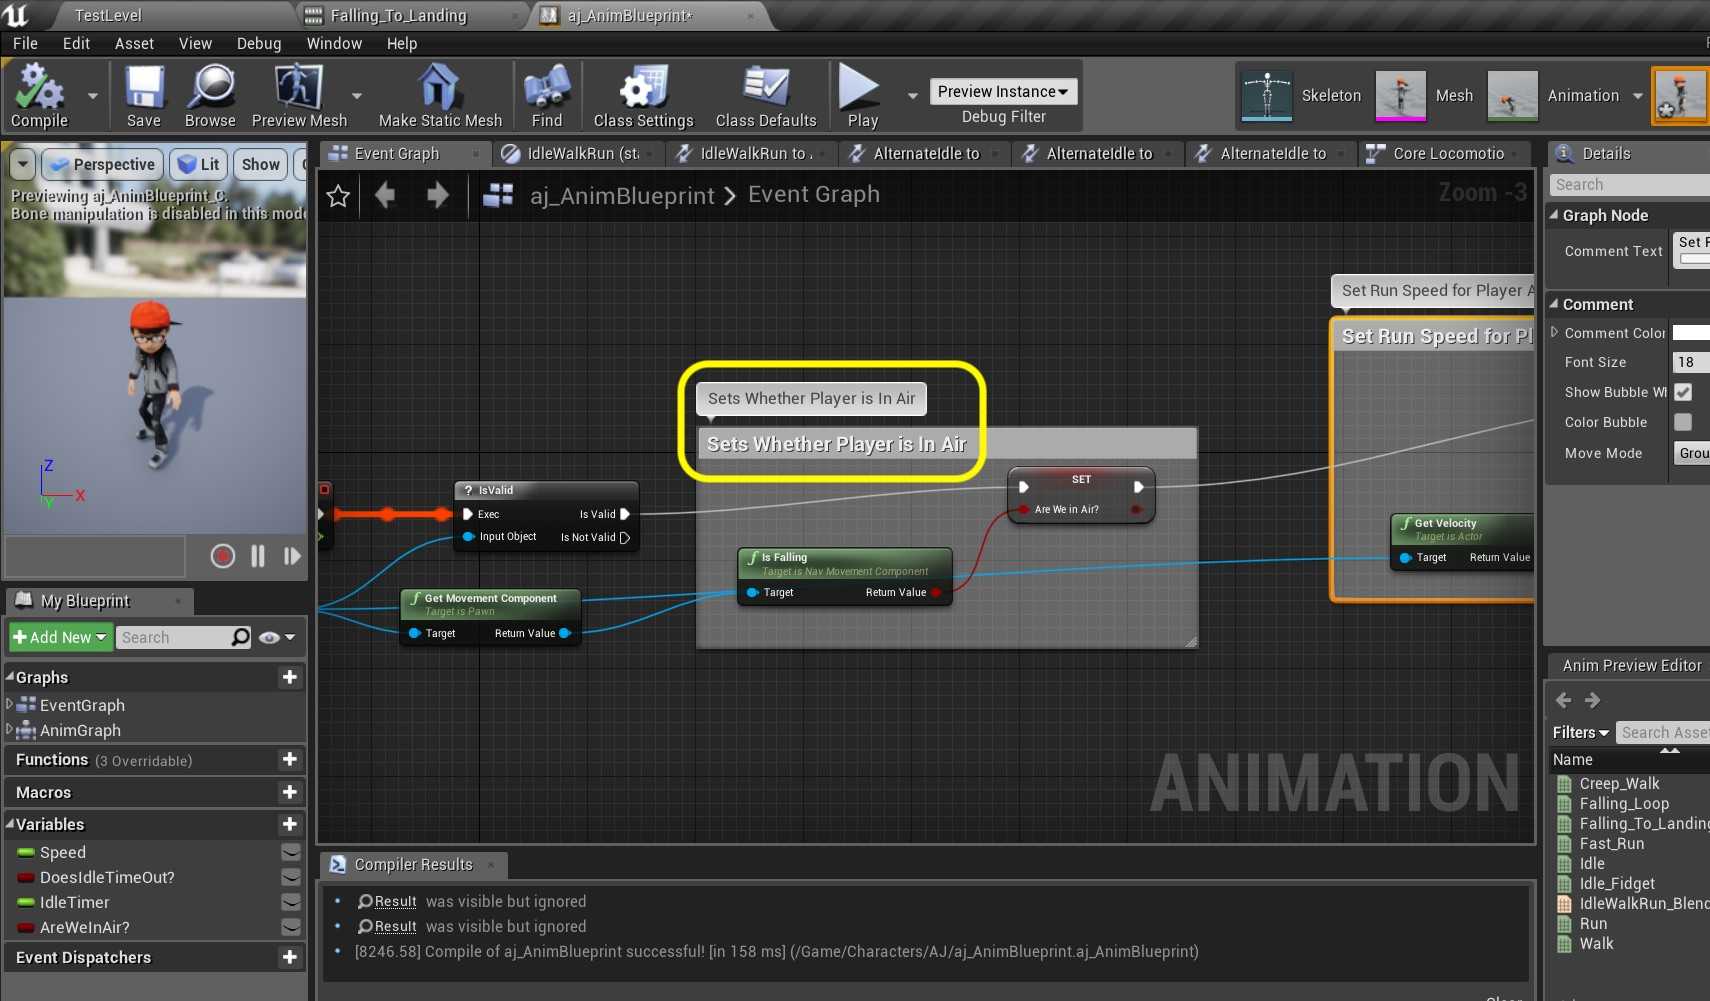 TestLevel
Falling_To_Landing
aj_AnimBlueprint*
File Edit Asset View Debug Window Help
Compile
Save
Browse
Preview Mesh
Make Static Mesh
Find
Class Settings
Class Defaults
Play
Preview Instance
Debug Filter
Skeleton
Mesh
Animation
Perspective
Lit
Show
Previewing aj_AnimBlueprint_C.
Bone manipulation is disabled in this mode
Event Graph
IdleWalkRun (st
IdleWalkRun to
AlternateIdle to
AlternateIdle to
AlternateIdle to
Core Locomotio
aj_AnimBlueprint > Event Graph
Zoom -3
Sets Whether Player is In Air
Sets Whether Player is In Air
Set Run Speed for Player A
Set Run Speed for Pl
SET
Are We in Air?
? IsValid
Exec
Is Valid
Input Object
Is Not Valid
f Is Falling
Target is Nav Movement Component
Target
Return Value
f Get Movement Component
Target is Pawn
Target
Return Value
f Get Velocity
Target is Actor
Target
Return Value
ANIMATION
Z
X
Y
My Blueprint
+ Add New
Search
Graphs
EventGraph
AnimGraph
Functions (3 Overridable)
Macros
Variables
Speed
DoesIdleTimeOut?
IdleTimer
AreWeInAir?
Event Dispatchers
Compiler Results
Result was visible but ignored
Result was visible but ignored
[8246.58] Compile of aj_AnimBlueprint successful! [in 158 ms] (/Game/Characters/AJ/aj_AnimBlueprint.aj_AnimBlueprint)
Details
Search
Graph Node
Comment Text
Set R
Comment
Comment Color
Font Size
18
Show Bubble Wh
Color Bubble
Move Mode
Grou
Anim Preview Editor
Filters
Search Asse
Name
Creep_Walk
Falling_Loop
Falling_To_Landing
Fast_Run
Idle
Idle_Fidget
IdleWalkRun_Blend
Run
Walk